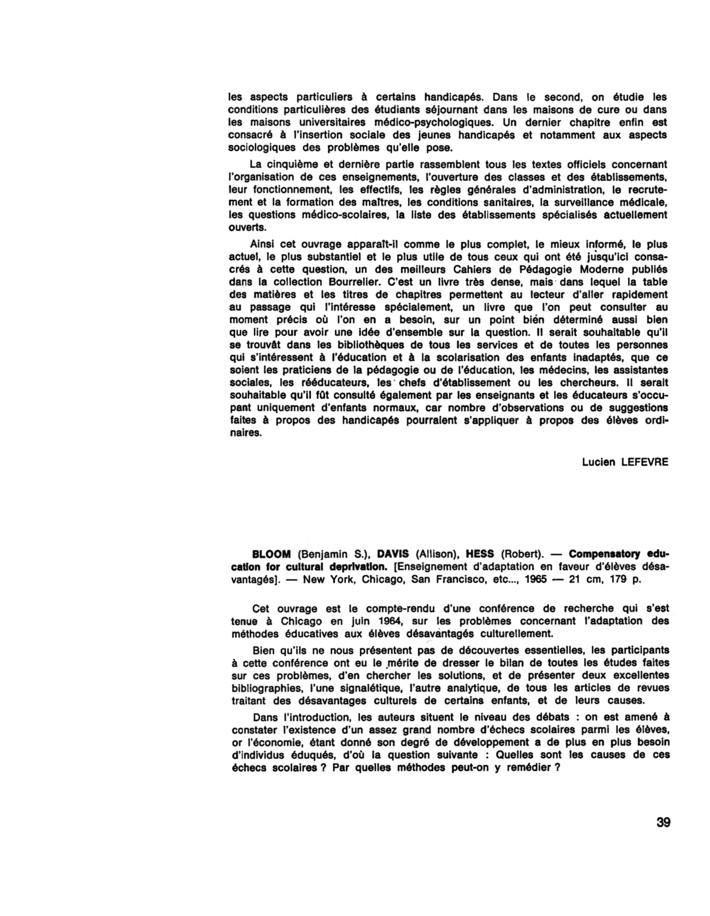 les aspects particuliers à certains handicapés. Dans le second, on étudie les
conditions particulières des étudiants séjournant dans les maisons de cure ou dans
les maisons universitaires médico-psychologiques. Un dernier chapitre enfin est
consacré à l'insertion sociale des jeunes handicapés et notamment aux aspects
sociologiques des problèmes qu'elle pose.
La cinquième et dernière partie rassemblent tous les textes officiels concernant
l'organisation de ces enseignements, l'ouverture des classes et des établissements,
leur fonctionnement, les effectifs, les règles générales d'administration, le recrute-
ment et la formation des maîtres, les conditions sanitaires, la surveillance médicale,
les questions médico-scolaires, la liste des établissements spécialisés actuellement
ouverts.
Ainsi cet ouvrage apparaît-il comme le plus complet, le mieux informé, le plus
actuel, le plus substantiel et le plus utile de tous ceux qui ont été jusqu'ici consa-
crés à cette question, un des meilleurs Cahiers de Pédagogie Moderne publiés
dans la collection Bourrelier. C'est un livre très dense, mais dans lequel la table
des matières et les titres de chapitres permettent au lecteur d'aller rapidement
au passage qui l'intéresse spécialement, un livre que l'on peut consulter au
moment précis où l'on en a besoin, sur un point bien déterminé aussi bien
que lire pour avoir une idée d'ensemble sur la question. Il serait souhaitable qu'il
se trouvât dans les bibliothèques de tous les services et de toutes les personnes
qui s'intéressent à l'éducation et à la scolarisation des enfants inadaptés, que ce
soient les praticiens de la pédagogie ou de l'éducation, les médecins, les assistantes
sociales, les rééducateurs, les chefs d'établissement ou les chercheurs. Il serait
souhaitable qu'il fût consulté également par les enseignants et les éducateurs s'occu-
pant uniquement d'enfants normaux, car nombre d'observations ou de suggestions
faites à propos des handicapés pourraient s'appliquer à propos des élèves ordi-
naires.
Lucien LEFEVRE
BLOOM (Benjamin S.), DAVIS (Allison), HESS (Robert). — Compensatory edu-
cation for cultural deprivation. [Enseignement d'adaptation en faveur d'élèves désa-
vantagés]. — New York, Chicago, San Francisco, etc..., 1965 — 21 cm, 179 p.
Cet ouvrage est le compte-rendu d'une conférence de recherche qui s'est
tenue à Chicago en juin 1964, sur les problèmes concernant l'adaptation des
méthodes éducatives aux élèves désavantagés culturellement.
Bien qu'ils ne nous présentent pas de découvertes essentielles, les participants
à cette conférence ont eu le mérite de dresser le bilan de toutes les études faites
sur ces problèmes, d'en chercher les solutions, et de présenter deux excellentes
bibliographies, l'une signalétique, l'autre analytique, de tous les articles de revues
traitant des désavantages culturels de certains enfants, et de leurs causes.
Dans l'introduction, les auteurs situent le niveau des débats : on est amené à
constater l'existence d'un assez grand nombre d'échecs scolaires parmi les élèves,
or l'économie, étant donné son degré de développement a de plus en plus besoin
d'individus éduqués, d'où la question suivante : Quelles sont les causes de ces
échecs scolaires ? Par quelles méthodes peut-on y remédier ?
39